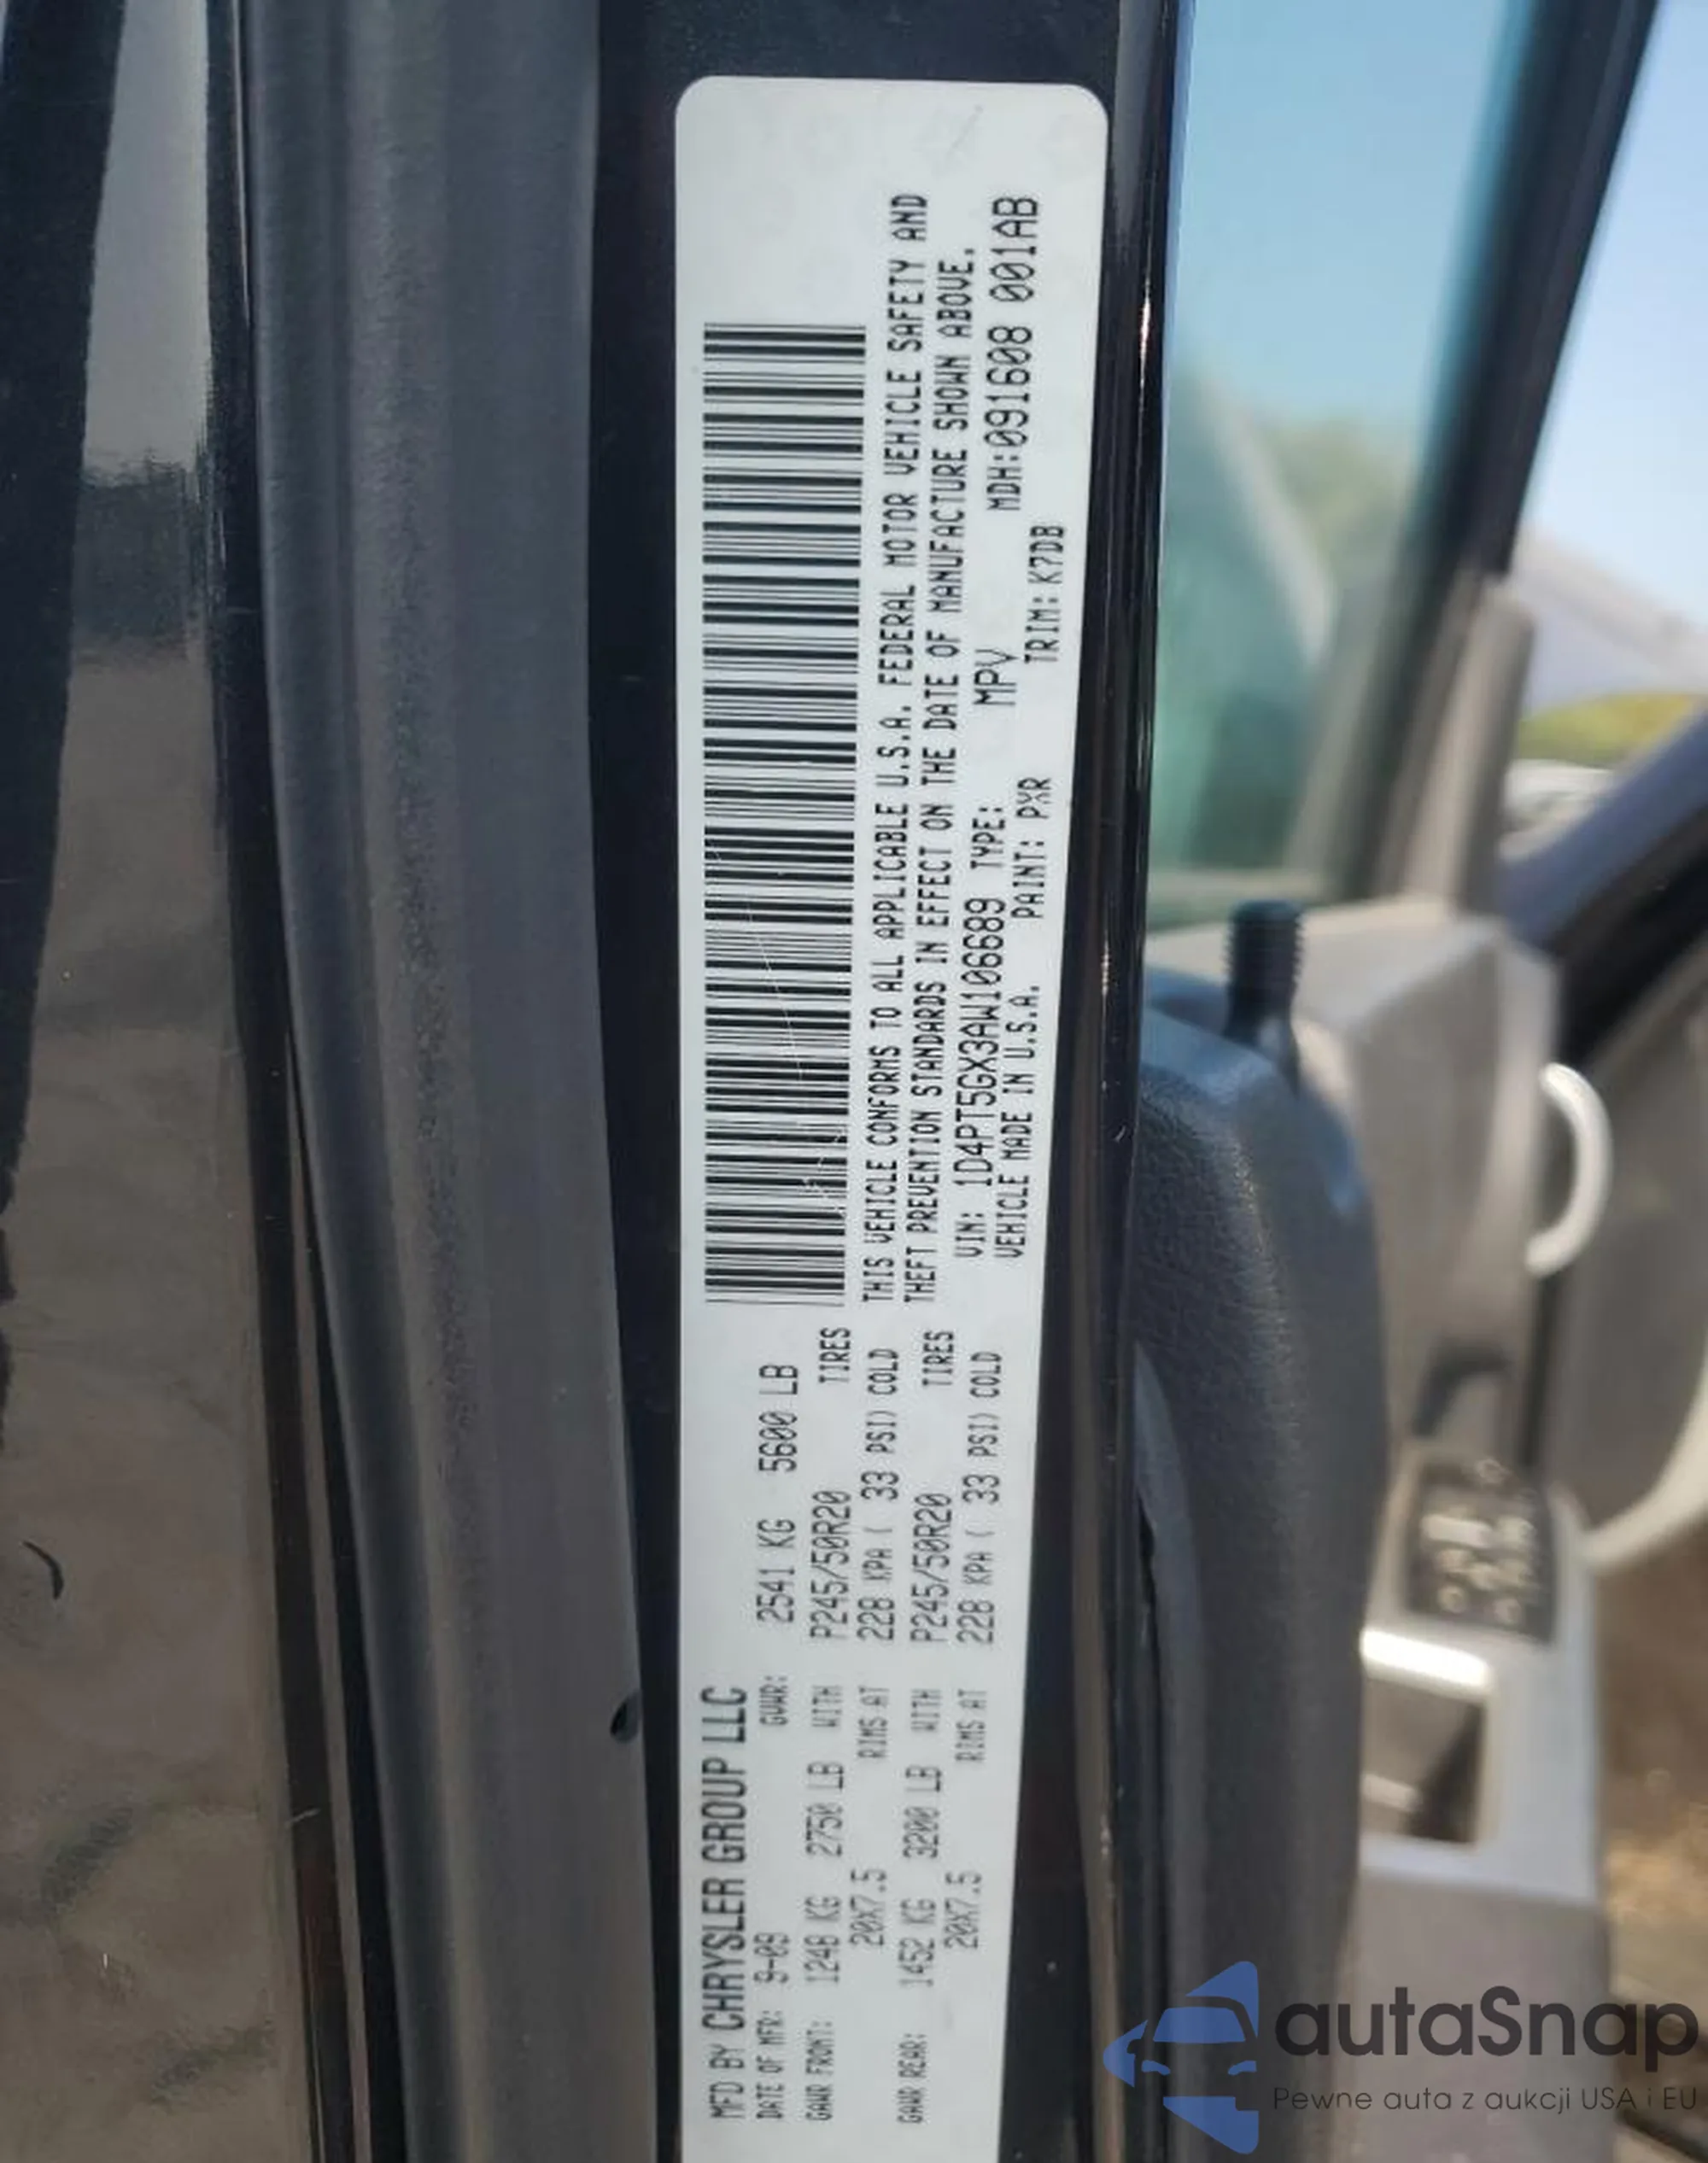 MFD BY CHRYSLER GROUP LLC
DATE OF MFR: 9-09 GVWR: 2541 KG 5600 LB
GAWR FRONT: 1248 KG 2750 LB WITH P245/50R20 TIRES
20X7.5 RIMS AT 228 KPA ( 33 PSI) COLD
GAWR REAR: 1452 KG 3200 LB WITH P245/50R20 TIRES
20X7.5 RIMS AT 228 KPA ( 33 PSI) COLD
THIS VEHICLE CONFORMS TO ALL APPLICABLE U.S.A. FEDERAL MOTOR VEHICLE SAFETY AND
THEFT PREVENTION STANDARDS IN EFFECT ON THE DATE OF MANUFACTURE SHOWN ABOVE.
VIN: 1D4PT5GX3AW106689 TYPE: MPV MDH:091608 001AB
VEHICLE MADE IN U.S.A. PAINT: PXR TRIM: K7DB
autaSnap
Pewne auta z aukcji USA i EU